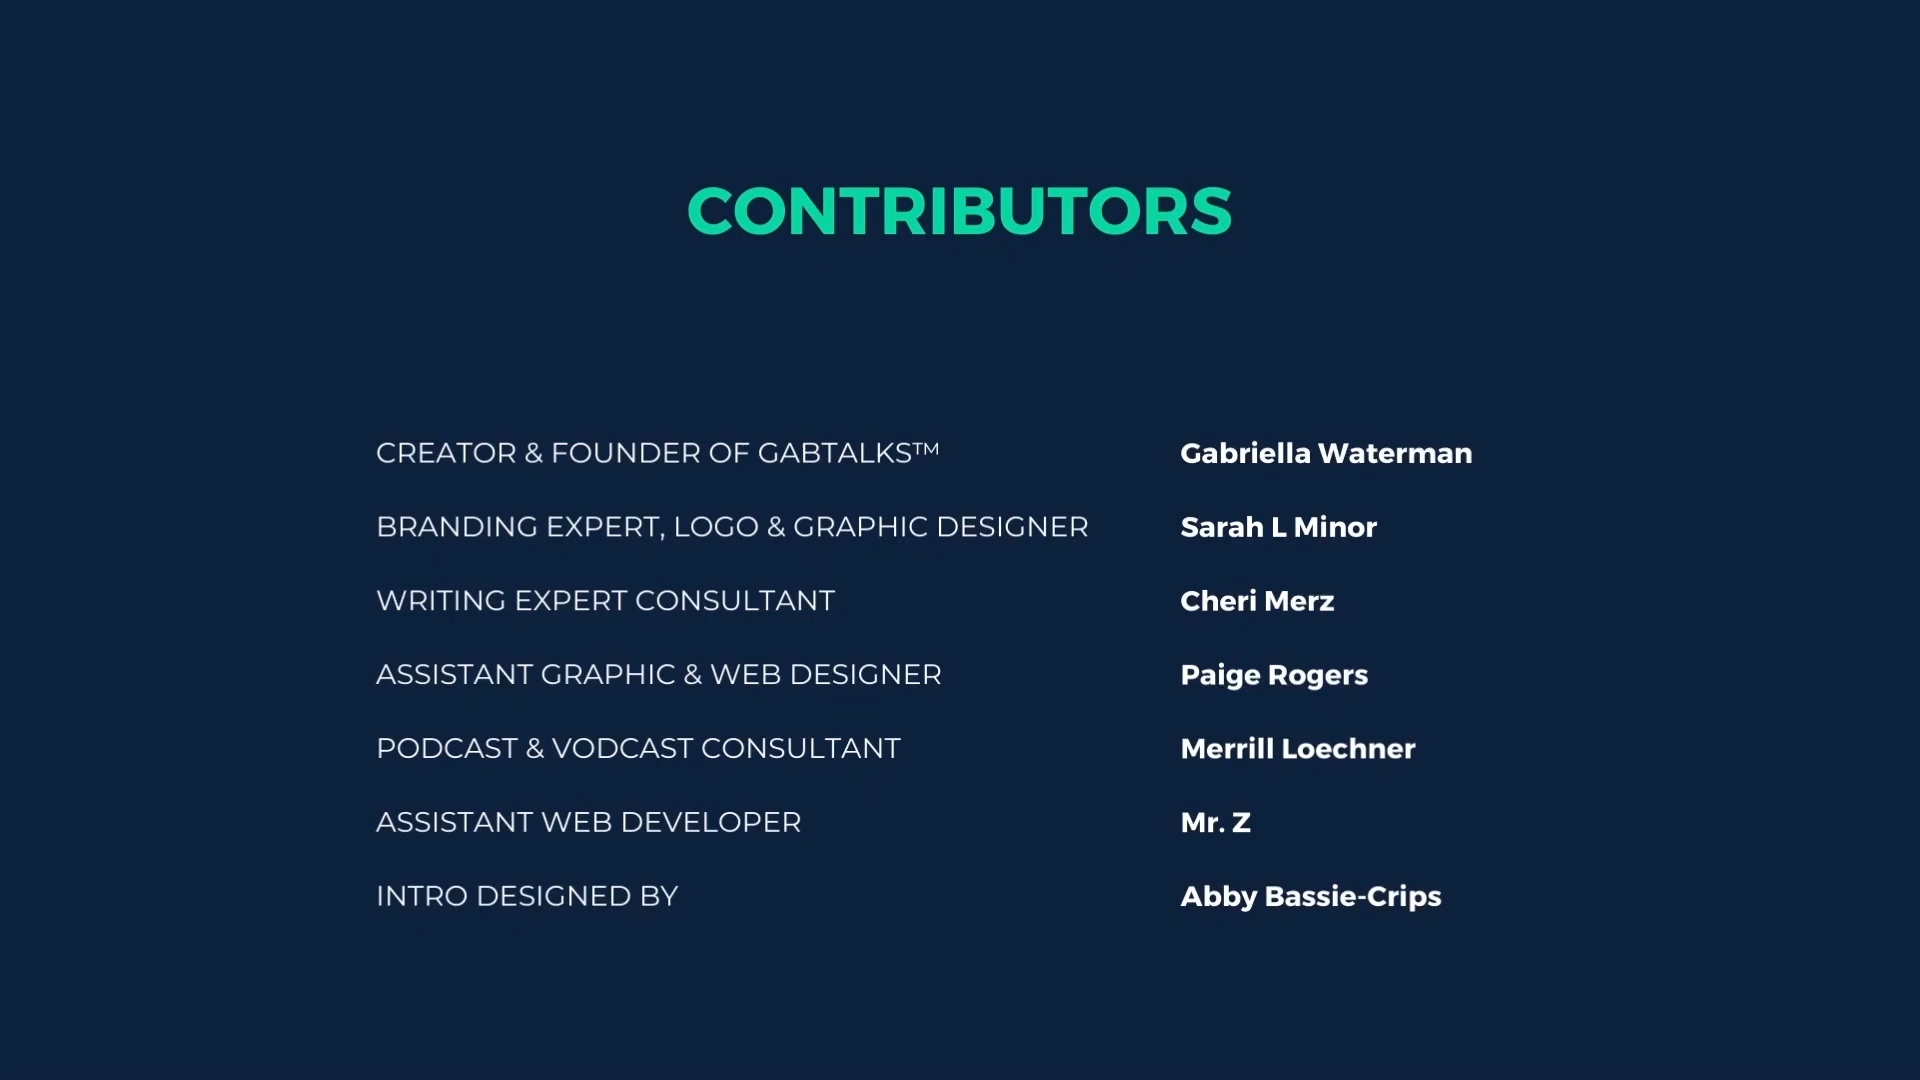 CONTRIBUTORS
CREATOR & FOUNDER OF GABTALKS™ Gabriella Waterman
BRANDING EXPERT, LOGO & GRAPHIC DESIGNER Sarah L Minor
WRITING EXPERT CONSULTANT Cheri Merz
ASSISTANT GRAPHIC & WEB DESIGNER Paige Rogers
PODCAST & VODCAST CONSULTANT Merrill Loechner
ASSISTANT WEB DEVELOPER Mr. Z
INTRO DESIGNED BY Abby Bassie-Crips